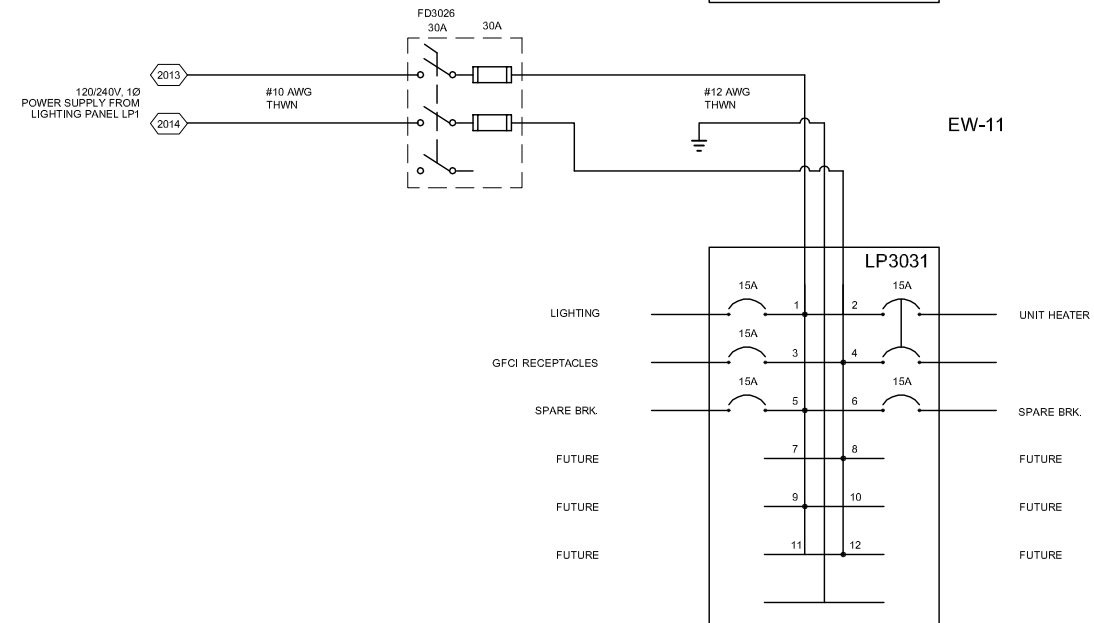 FD3026
30A 30A
2013
120/240V, 1Ø
POWER SUPPLY FROM
LIGHTING PANEL LP1
2014
#10 AWG
THWN
#12 AWG
THWN
EW-11
LP3031
15A 15A
LIGHTING 1 2 UNIT HEATER
15A
GFCI RECEPTACLES 3 4
15A 15A
SPARE BRK. 5 6 SPARE BRK.
FUTURE 7 8 FUTURE
FUTURE 9 10 FUTURE
FUTURE 11 12 FUTURE